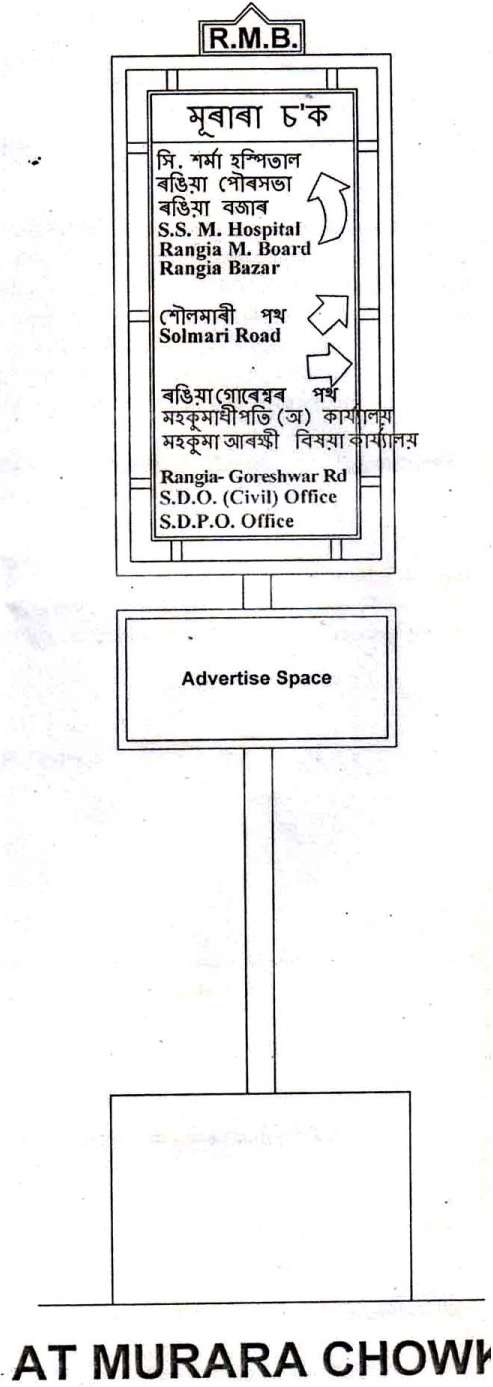 R.M.B.
মূৰাৰা চ'ক
সি. শৰ্মা হস্পিতাল
ৰঙিয়া পৌৰসভা
ৰঙিয়া বজাৰ
S.S. M. Hospital
Rangia M. Board
Rangia Bazar
শৌলমাৰী পথ
Solmari Road
ৰঙিয়া গোৰেশ্বৰ পথ
মহকুমাধীপতি (অ) কাৰ্য্যালয়
মহকুমা আৰক্ষী বিষয়া কাৰ্য্যালয়
Rangia- Goreshwar Rd
S.D.O. (Civil) Office
S.D.P.O. Office
Advertise Space
AT MURARA CHOWK